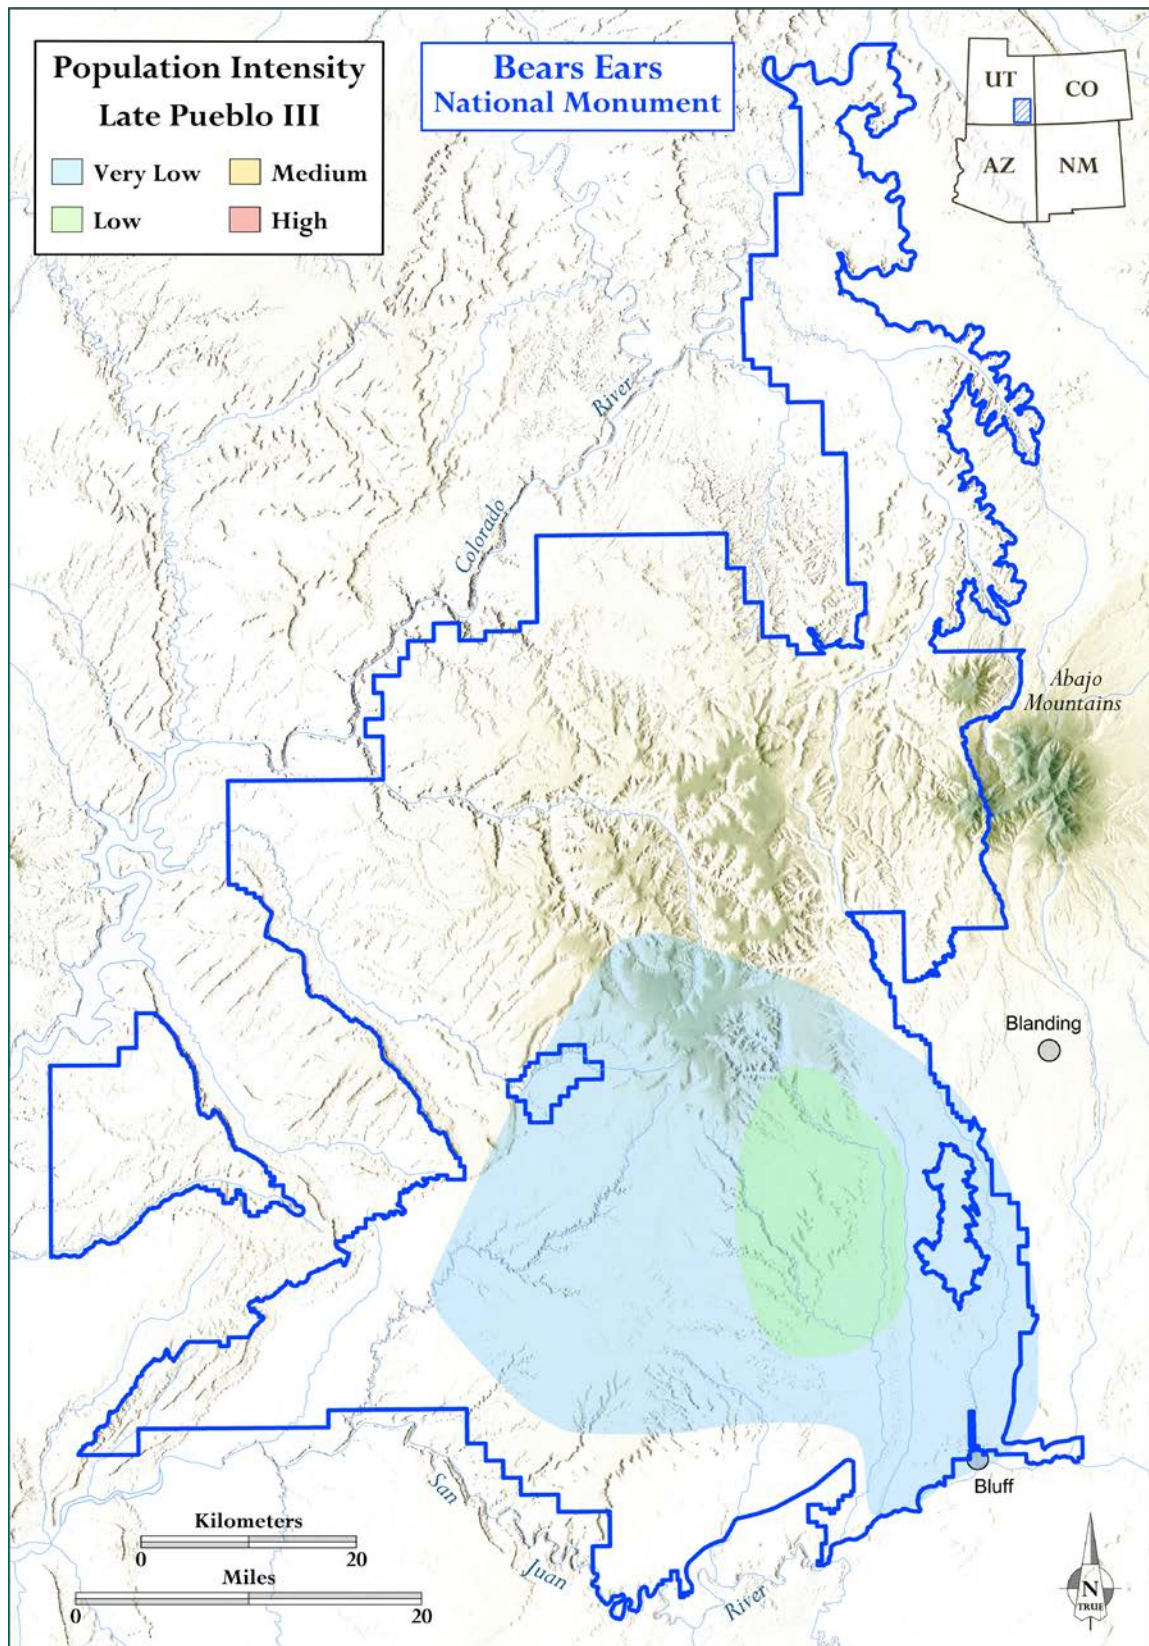 Population Intensity
Late Pueblo III
Very Low
Medium
Low
High
Bears Ears
National Monument
UT
CO
AZ
NM
River
Colorado
Abajo
Mountains
Blanding
Bluff
San
Juan
River
Kilometers
0
20
Miles
0
20
N
TRUE